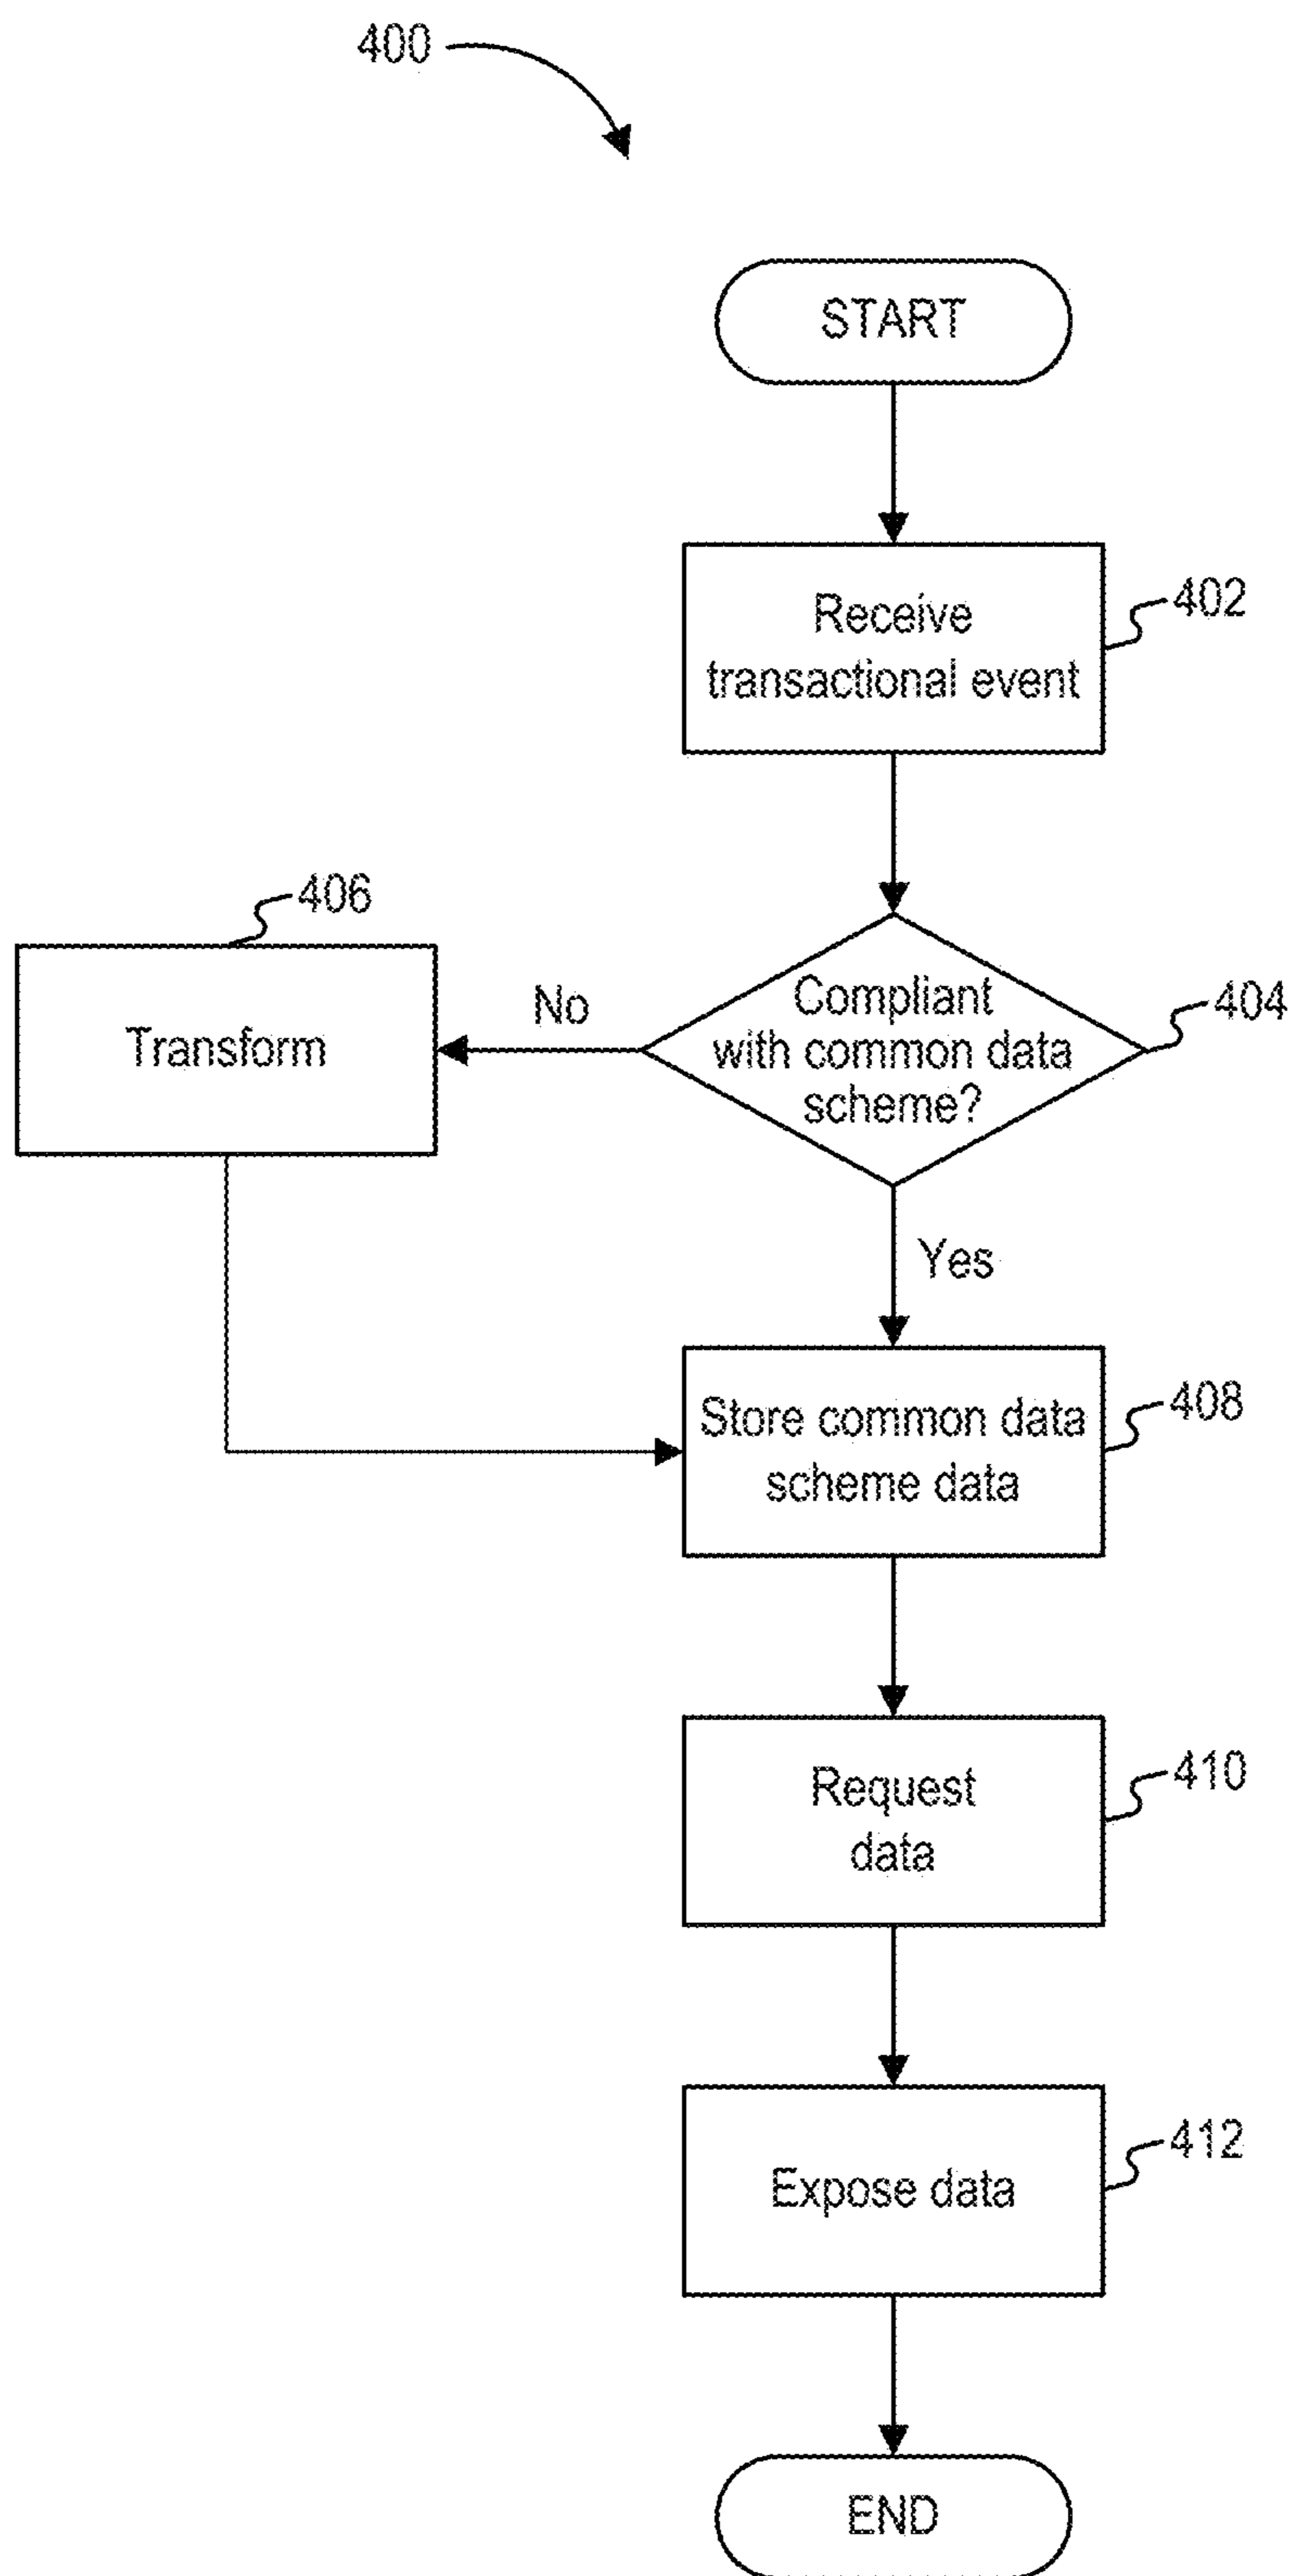 400
START
Receive
transactional event
402
406
Transform
No
Compliant
with common data
scheme?
404
Yes
Store common data
scheme data
408
Request
data
410
Expose data
412
END